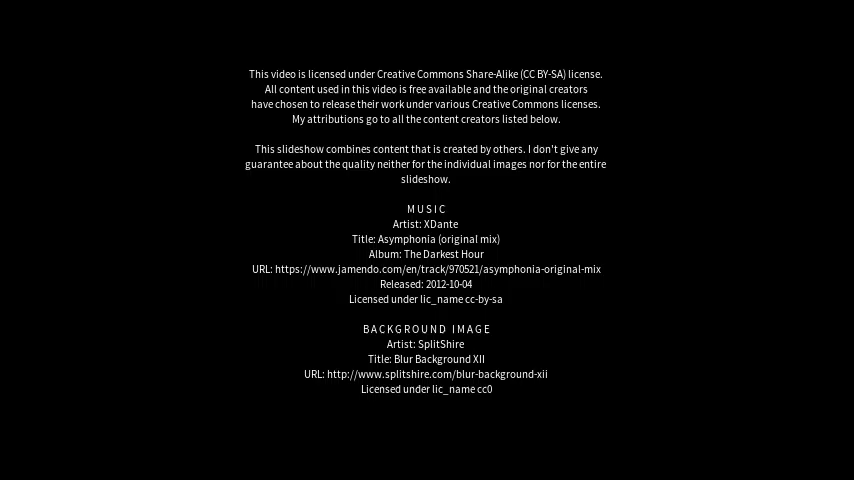 This video is licensed under Creative Commons Share-Alike (CC BY-SA) license.
All content used in this video is free available and the original creators
have chosen to release their work under various Creative Commons licenses.
My attributions go to all the content creators listed below.
This slideshow combines content that is created by others. I don't give any
guarantee about the quality neither for the individual images nor for the entire
slideshow.
M U S I C
Artist: XDante
Title: Asymphonia (original mix)
Album: The Darkest Hour
URL: https://www.jamendo.com/en/track/970521/asymphonia-original-mix
Released: 2012-10-04
Licensed under lic_name cc-by-sa
B A C K G R O U N D   I M A G E
Artist: SplitShire
Title: Blur Background XII
URL: http://www.splitshire.com/blur-background-xii
Licensed under lic_name cc0